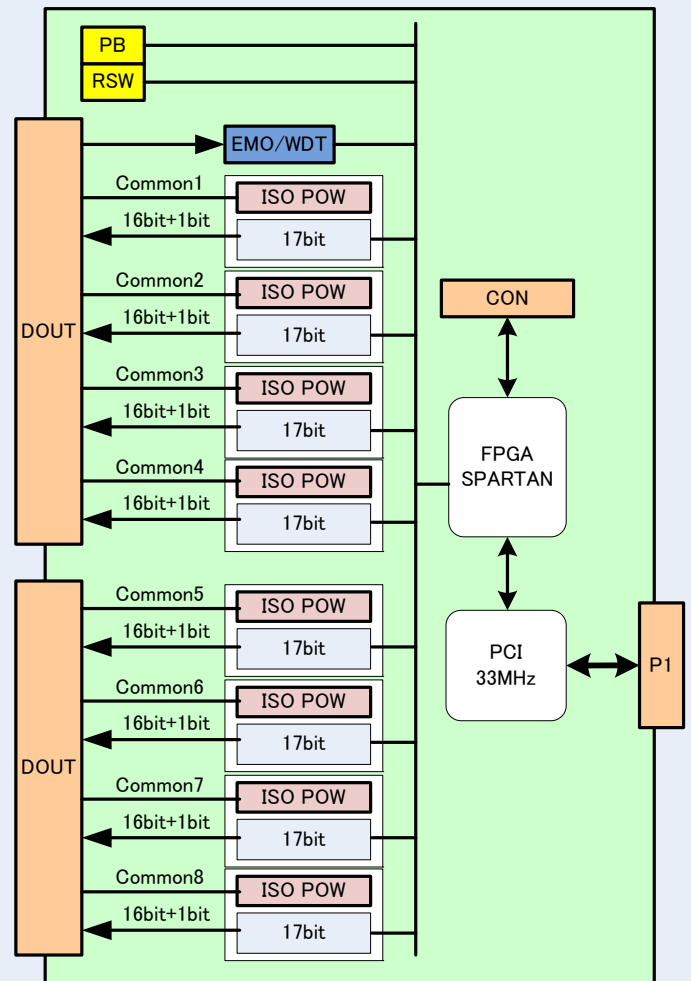 PB
RSW
EMO/WDT
DOUT
Common1
ISO POW
16bit+1bit
17bit
Common2
ISO POW
16bit+1bit
17bit
Common3
ISO POW
16bit+1bit
17bit
Common4
ISO POW
16bit+1bit
17bit
DOUT
Common5
ISO POW
16bit+1bit
17bit
Common6
ISO POW
16bit+1bit
17bit
Common7
ISO POW
16bit+1bit
17bit
Common8
ISO POW
16bit+1bit
17bit
CON
FPGA
SPARTAN
PCI
33MHz
P1